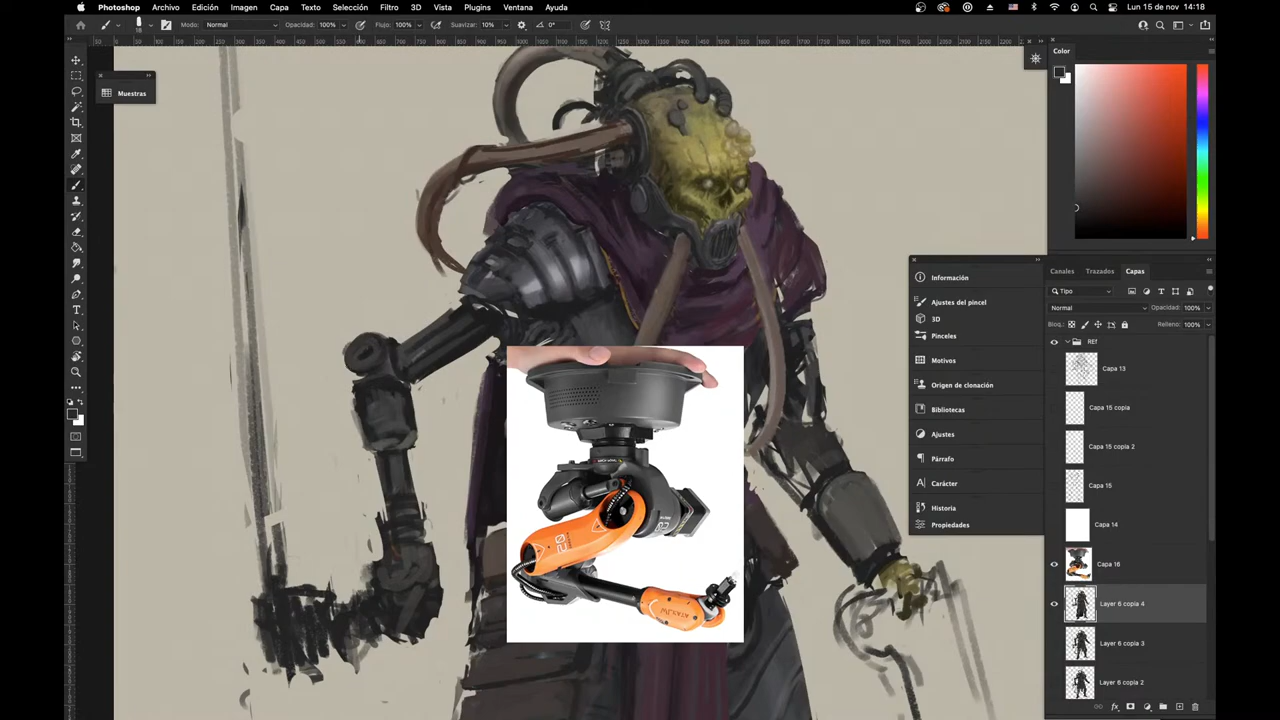 Photoshop Archivo Edición Imagen Capa Texto Selección Filtro 3D Vista Plugins Ventana Ayuda Lun 15 de nov 14:18
18 Modo: Normal Opacidad: 100% Flujo: 100% Suavizar: 10% 0°
Muestras
Color
Información
Ajustes del pincel
3D
Pinceles
Motivos
Origen de clonación
Bibliotecas
Ajustes
Párrafo
Carácter
Historia
Propiedades
Canales Trazados Capas
Tipo
Normal Opacidad: 100%
Bloq.: Relleno: 100%
REf
Capa 13
Capa 15 copia
Capa 15 copia 2
Capa 15
Capa 14
Capa 16
Layer 6 copia 4
Layer 6 copia 3
Layer 6 copia 2